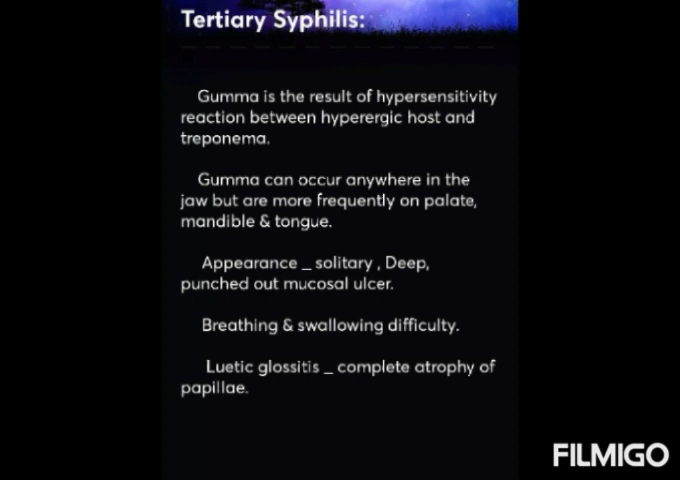 Tertiary Syphilis:
Gumma is the result of hypersensitivity
reaction between hyperergic host and
treponema.
Gumma can occur anywhere in the
jaw but are more frequently on palate,
mandible & tongue.
Appearance _ solitary , Deep,
punched out mucosal ulcer.
Breathing & swallowing difficulty.
Luetic glossitis _ complete atrophy of
papillae.
FILMIGO